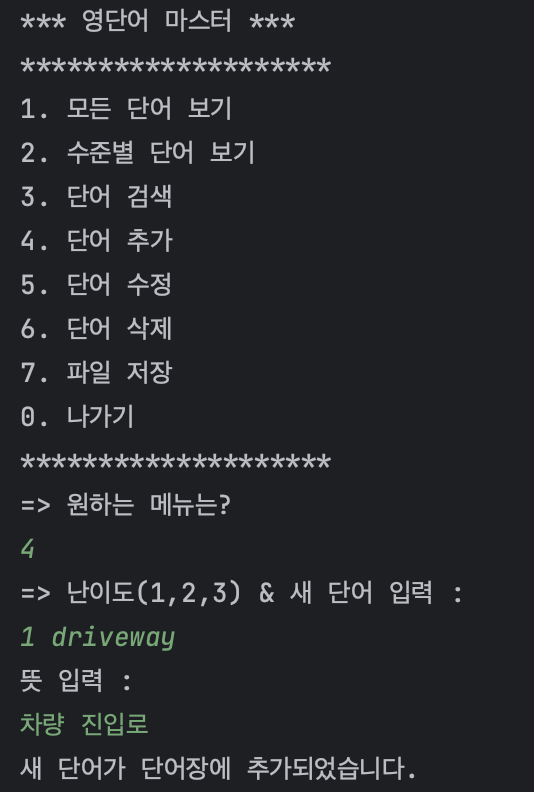 *** 영단어 마스터 ***
********************
1. 모든 단어 보기
2. 수준별 단어 보기
3. 단어 검색
4. 단어 추가
5. 단어 수정
6. 단어 삭제
7. 파일 저장
0. 나가기
********************
=> 원하는 메뉴는?
4
=> 난이도(1,2,3) & 새 단어 입력 :
1 driveway
뜻 입력 :
차량 진입로
새 단어가 단어장에 추가되었습니다.